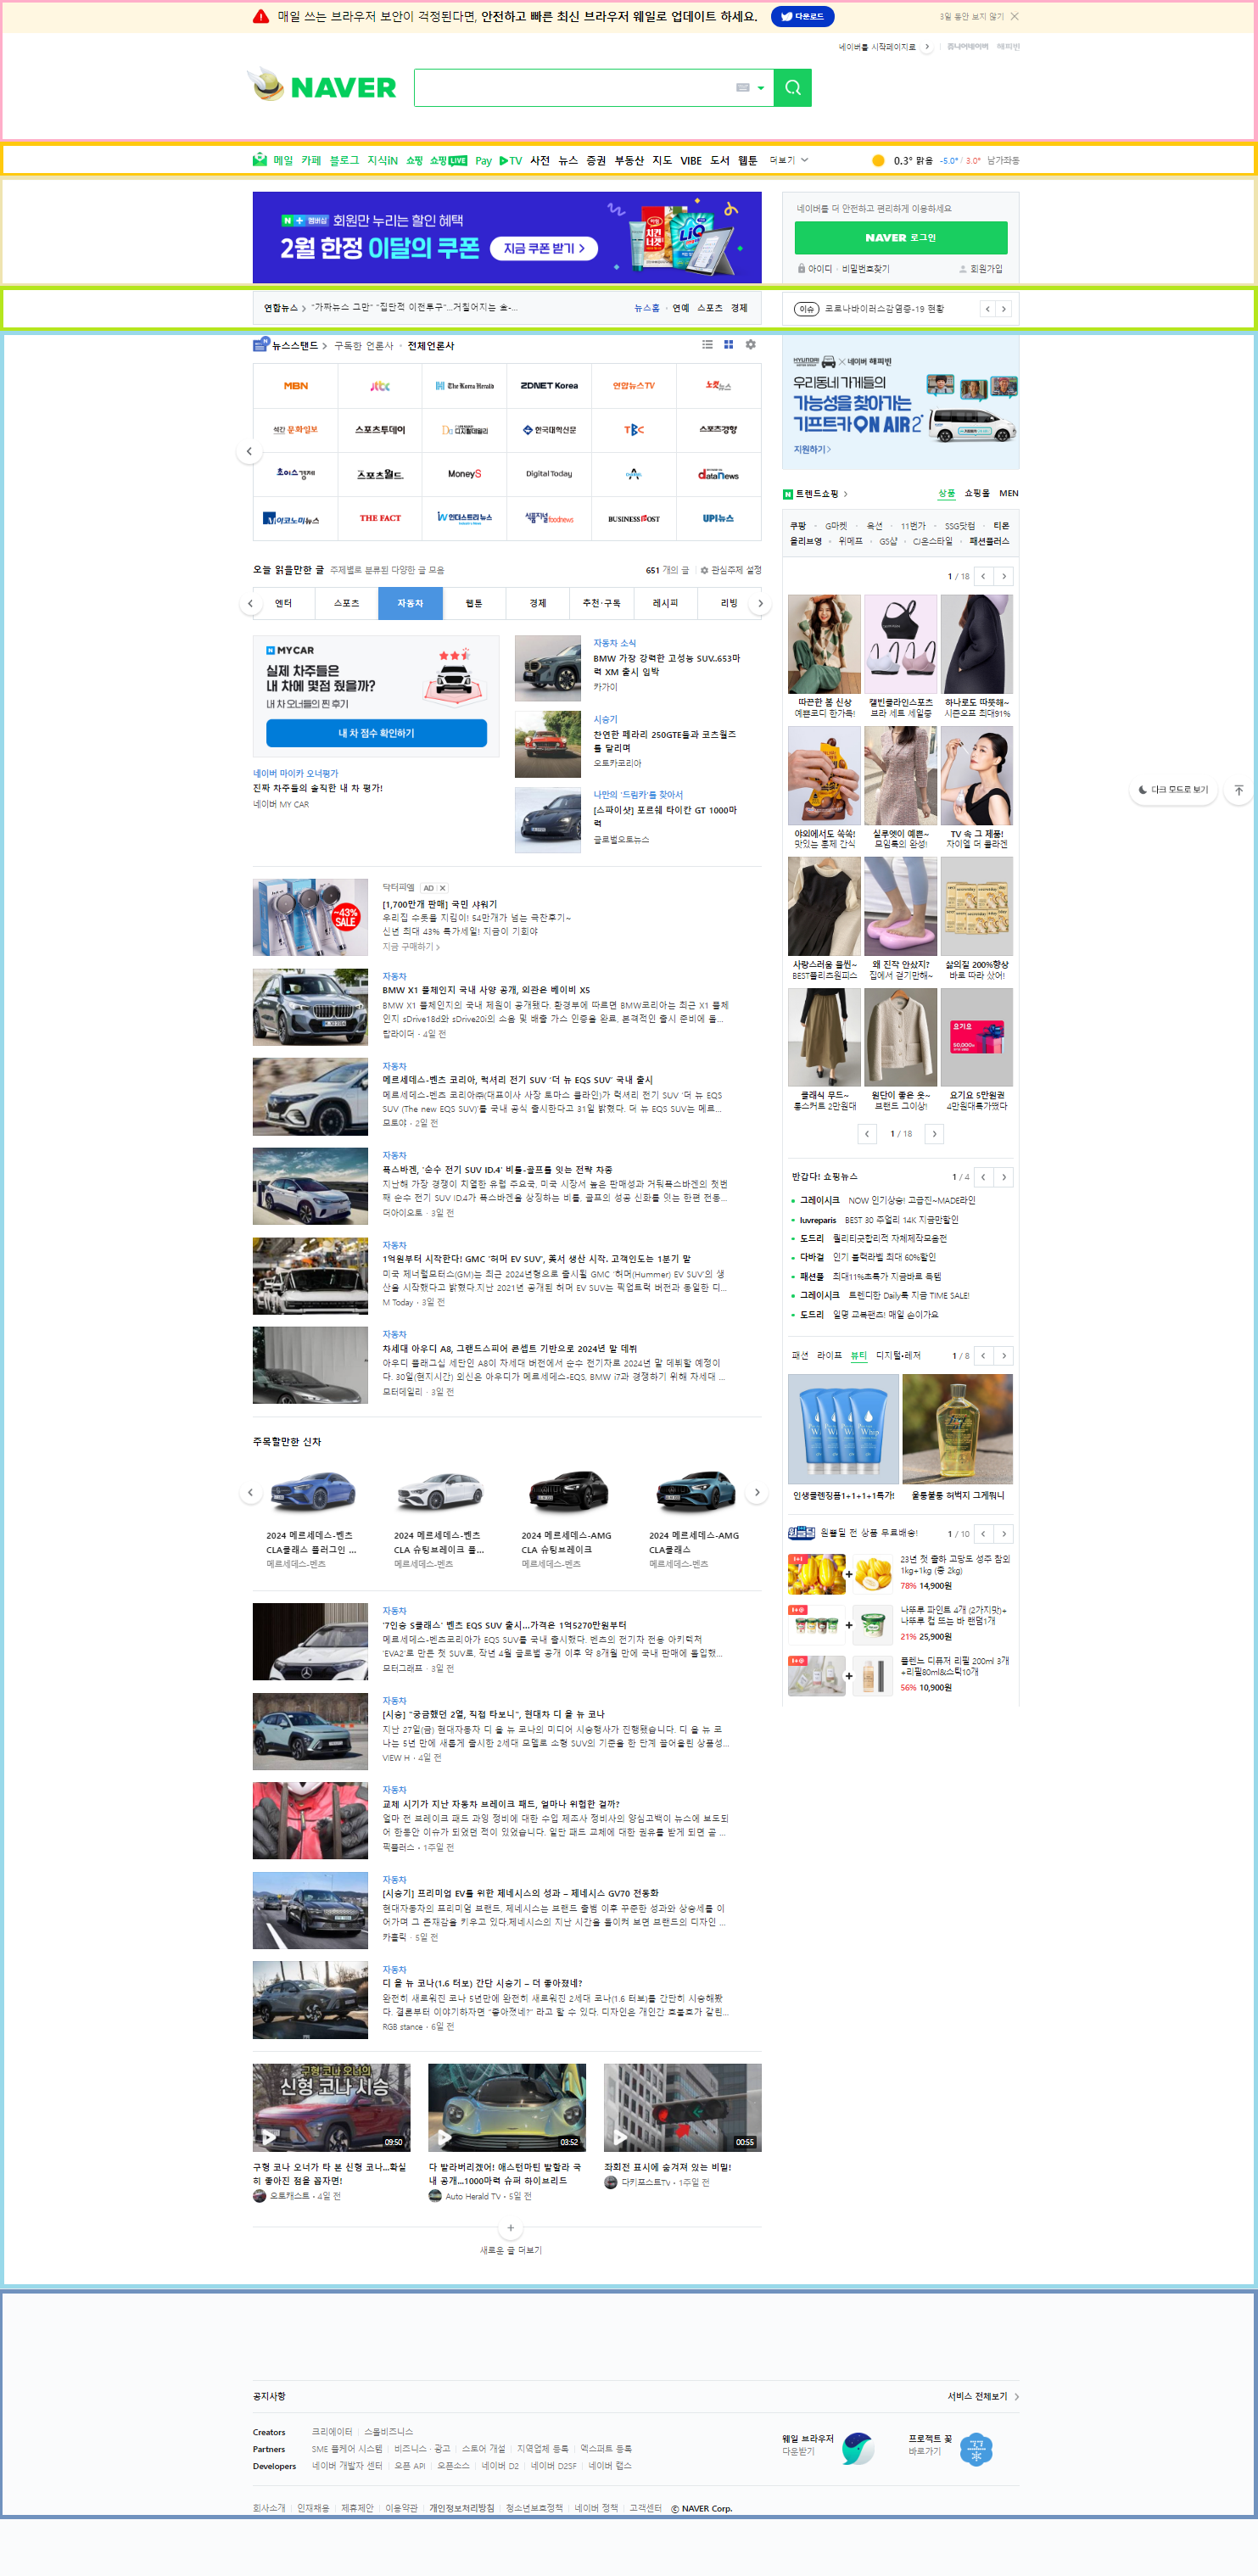 매일 쓰는 브라우저 보안이 걱정된다면, 안전하고 빠른 최신 브라우저 웨일로 업데이트 하세요. 다운로드 3일 동안 보지 않기
네이버를 시작페이지로 쥬니어네이버 해피빈
NAVER
메일 카페 블로그 지식iN 쇼핑 쇼핑LIVE Pay TV 사전 뉴스 증권 부동산 지도 VIBE 도서 웹툰 더보기 0.3° 맑음 -5.0° / 3.0° 남가좌동
N+ 멤버십 회원만 누리는 할인 혜택
2월 한정 이달의 쿠폰 지금 쿠폰 받기
네이버를 더 안전하고 편리하게 이용하세요
NAVER 로그인
아이디 · 비밀번호찾기 회원가입
연합뉴스 "가짜뉴스 그만" "집단적 이전투구"...거칠어지는 金-... 뉴스홈 · 연예 스포츠 경제
이슈 코로나바이러스감염증-19 현황
뉴스스탠드 구독한 언론사 · 전체언론사
MBN jtbc The Korea Herald ZDNET Korea 연합뉴스TV 노컷뉴스
석간 문화일보 스포츠투데이 디지털데일리 한국대학신문 TBC 스포츠경향
초이스경제 스포츠월드 MoneyS Digital Today dataNews
이코노미뉴스 THE FACT 인더스트리뉴스 식품저널 foodnews BUSINESS POST UPI뉴스
HYUNDAI × 네이버 해피빈
우리동네 가게들의
가능성을 찾아가는
기프트카 ON AIR 2
지원하기
오늘 읽을만한 글 주제별로 분류된 다양한 글 모음 651 개의 글 관심주제 설정
엔터 스포츠 자동차 웹툰 경제 추천·구독 레시피 리빙
MY CAR
실제 차주들은
내 차에 몇점 줬을까?
내 차 오너들의 찐 후기
내 차 점수 확인하기
네이버 마이카 오너평가
진짜 차주들의 솔직한 내 차 평가!
네이버 MY CAR
자동차 소식
BMW 가장 강력한 고성능 SUV..653마
력 XM 출시 임박
카가이
시승기
찬연한 페라리 250GTE들과 코츠월즈
를 달리며
오토카코리아
나만의 '드림카'를 찾아서
[스파이샷] 포르쉐 타이칸 GT 1000마
력
글로벌오토뉴스
~43%
SALE
닥터피엘 AD
[1,700만개 판매] 국민 샤워기
우리집 수돗물 지킴이! 54만개가 넘는 극찬후기~
신년 최대 43% 특가세일! 지금이 기회야
지금 구매하기
자동차
BMW X1 풀체인지 국내 사양 공개, 외관은 베이비 X5
BMW X1 풀체인지의 국내 제원이 공개됐다. 환경부에 따르면 BMW코리아는 최근 X1 풀체
인지 sDrive18d와 sDrive20i의 소음 및 배출 가스 인증을 완료, 본격적인 출시 준비에 돌...
탑라이더 · 4일 전
자동차
메르세데스-벤츠 코리아, 럭셔리 전기 SUV '더 뉴 EQS SUV' 국내 출시
메르세데스-벤츠 코리아㈜(대표이사 사장 토마스 클라인)가 럭셔리 전기 SUV '더 뉴 EQS
SUV (The new EQS SUV)'를 국내 공식 출시한다고 31일 밝혔다. 더 뉴 EQS SUV는 메르...
모토야 · 2일 전
자동차
폭스바겐, '순수 전기 SUV ID.4' 비틀-골프를 잇는 전략 차종
지난해 가장 경쟁이 치열한 유럽 주요국, 미국 시장서 높은 판매성과 거둬폭스바겐의 첫번
째 순수 전기 SUV ID.4가 폭스바겐을 상징하는 비틀, 골프의 성공 신화를 잇는 한편 전동...
더아이오토 · 3일 전
자동차
1억원부터 시작한다! GMC '허머 EV SUV', 美서 생산 시작. 고객인도는 1분기 말
미국 제너럴모터스(GM)는 최근 2024년형으로 출시될 GMC '허머(Hummer) EV SUV'의 생
산을 시작했다고 밝혔다.지난 2021년 공개된 허머 EV SUV는 픽업트럭 버전과 동일한 디...
M Today · 3일 전
자동차
차세대 아우디 A8, 그랜드스피어 콘셉트 기반으로 2024년 말 데뷔
아우디 플래그십 세단인 A8이 차세대 버전에서 순수 전기차로 2024년 말 데뷔할 예정이
다. 30일(현지시간) 외신은 아우디가 메르세데스-EQS, BMW i7과 경쟁하기 위해 차세대 ...
모터데일리 · 3일 전
주목할만한 신차
2024 메르세데스-벤츠
CLA클래스 플러그인 ...
메르세데스-벤츠
2024 메르세데스-벤츠
CLA 슈팅브레이크 플...
메르세데스-벤츠
2024 메르세데스-AMG
CLA 슈팅브레이크
메르세데스-벤츠
2024 메르세데스-AMG
CLA클래스
메르세데스-벤츠
자동차
'7인승 S클래스' 벤츠 EQS SUV 출시...가격은 1억5270만원부터
메르세데스-벤츠코리아가 EQS SUV를 국내 출시했다. 벤츠의 전기자 전용 아키텍처
'EVA2'로 만든 첫 SUV로, 작년 4월 글로벌 공개 이후 약 8개월 만에 국내 판매에 돌입했...
모터그래프 · 3일 전
자동차
[시승] "궁금했던 2열, 직접 타보니", 현대차 디 올 뉴 코나
지난 27일(금) 현대자동차 디 올 뉴 코나의 미디어 시승행사가 진행됐습니다. 디 올 뉴 코
나는 5년 만에 새롭게 출시한 2세대 모델로 소형 SUV의 기준을 한 단계 끌어올린 상품성...
VIEW H · 4일 전
자동차
교체 시기가 지난 자동차 브레이크 패드, 얼마나 위험한 걸까?
얼마 전 브레이크 패드 과잉 정비에 대한 수입 제조사 정비사의 양심고백이 뉴스에 보도되
어 한동안 이슈가 되었던 적이 있었습니다. 일단 패드 교체에 대한 권유를 받게 되면 곧 ...
픽플러스 · 1주일 전
자동차
[시승기] 프리미엄 EV를 위한 제네시스의 성과 – 제네시스 GV70 전동화
현대자동차의 프리미엄 브랜드, 제네시스는 브랜드 출범 이후 꾸준한 성과와 상승세를 이
어가며 그 존재감을 키우고 있다.제네시스의 지난 시간을 돌이켜 보면 브랜드의 디자인 ...
카홀릭 · 5일 전
자동차
디 올 뉴 코나(1.6 터보) 간단 시승기 – 더 좋아졌네?
완전히 새로워진 코나 5년만에 완전히 새로워진 2세대 코나(1.6 터보)를 간단히 시승해봤
다. 결론부터 이야기하자면 "좋아졌네?" 라고 할 수 있다. 디자인은 개인간 호불호가 갈린...
RGB stance · 6일 전
구형 코나 오너의
신형 코나 시승
09:50 03:52 00:55
구형 코나 오너가 타 본 신형 코나...확실
히 좋아진 점을 꼽자면!
오토캐스트 · 4일 전
다 발라버리겠어! 애스턴마틴 발할라 국
내 공개...1000마력 슈퍼 하이브리드
Auto Herald TV · 5일 전
좌회전 표시에 숨겨져 있는 비밀!
다키포스트TV · 1주일 전
새로운 글 더보기
트렌드쇼핑 상품 쇼핑몰 MEN
쿠팡 · G마켓 · 옥션 · 11번가 · SSG닷컴 · 티몬
올리브영 · 위메프 · GS샵 · CJ온스타일 · 패션플러스
1 / 18
따끈한 봄 신상 캘빈클라인스포츠 하나로도 따뜻해~
예쁜코디 한가득! 브라 세트 세일중 시즌오프 최대91%
야외에서도 쏙쏙! 실루엣이 예쁜~ TV 속 그 제품!
맛있는 훈제 간식 모임룩의 완성! 자이엘 더 콜라겐
사랑스러움 물씬~ 왜 진작 안샀지? 삶의질 200%향상
BEST플리츠원피스 집에서 걷기만해~ 바로 따라 샀어!
요기요
50,000원
클래식 무드~ 원단이 좋은 옷~ 요기요 5만원권
롱스커트 2만원대 브랜드 그이상! 4만원대특가떴다
1 / 18
다크 모드로 보기
반갑다! 쇼핑뉴스 1 / 4
그레이시크 NOW 인기상승! 고급진~MADE라인
luvreparis BEST 30 주얼리 14K 지금만할인
도드리 퀄리티굿합리적 자체제작모음전
다바걸 인기 블랙라벨 최대 60%할인
패션풀 최대11%초특가 지금바로 득템
그레이시크 트렌디한 Daily룩 지금 TIME SALE!
도드리 일명 교복팬츠! 매일 손이가요
패션 라이프 뷰티 디지털•레저 1 / 8
인생클렌징폼1+1+1+1특가! 울퉁불퉁 허벅지 그게뭐니
원쁠딜 원쁠딜 전 상품 무료배송! 1 / 10
23년 첫 출하 고당도 성주 참외
1kg+1kg (중 2kg)
78% 14,900원
나뚜루 파인트 4개 (2가지맛)+
나뚜루 컵 또는 바 랜덤1개
21% 25,900원
플렌느 디퓨저 리필 200ml 3개
+리필80ml&스틱10개
56% 10,900원
공지사항 서비스 전체보기
Creators 크리에이터 스몰비즈니스
Partners SME 풀케어 시스템 비즈니스 · 광고 스토어 개설 지역업체 등록 엑스퍼트 등록
Developers 네이버 개발자 센터 오픈 API 오픈소스 네이버 D2 네이버 D2SF 네이버 랩스
웨일 브라우저
다운받기
프로젝트 꽃
바로가기
회사소개 인재채용 제휴제안 이용약관 개인정보처리방침 청소년보호정책 네이버 정책 고객센터 ⓒ NAVER Corp.